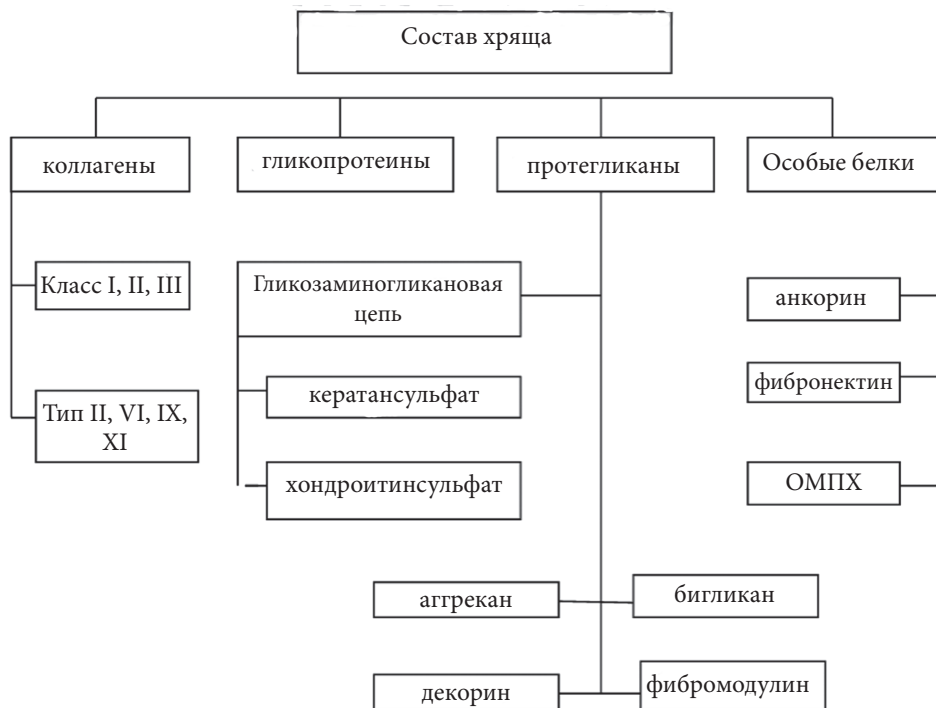 Состав хряща
коллагены
гликопротеины
протегликаны
Особые белки
Класс I, II, III
Тип II, VI, IX,
XI
Гликозаминогликановая
цепь
кератансульфат
хондроитинсульфат
анкорин
фибронектин
ОМПХ
аггрекан
бигликан
декорин
фибромодулин